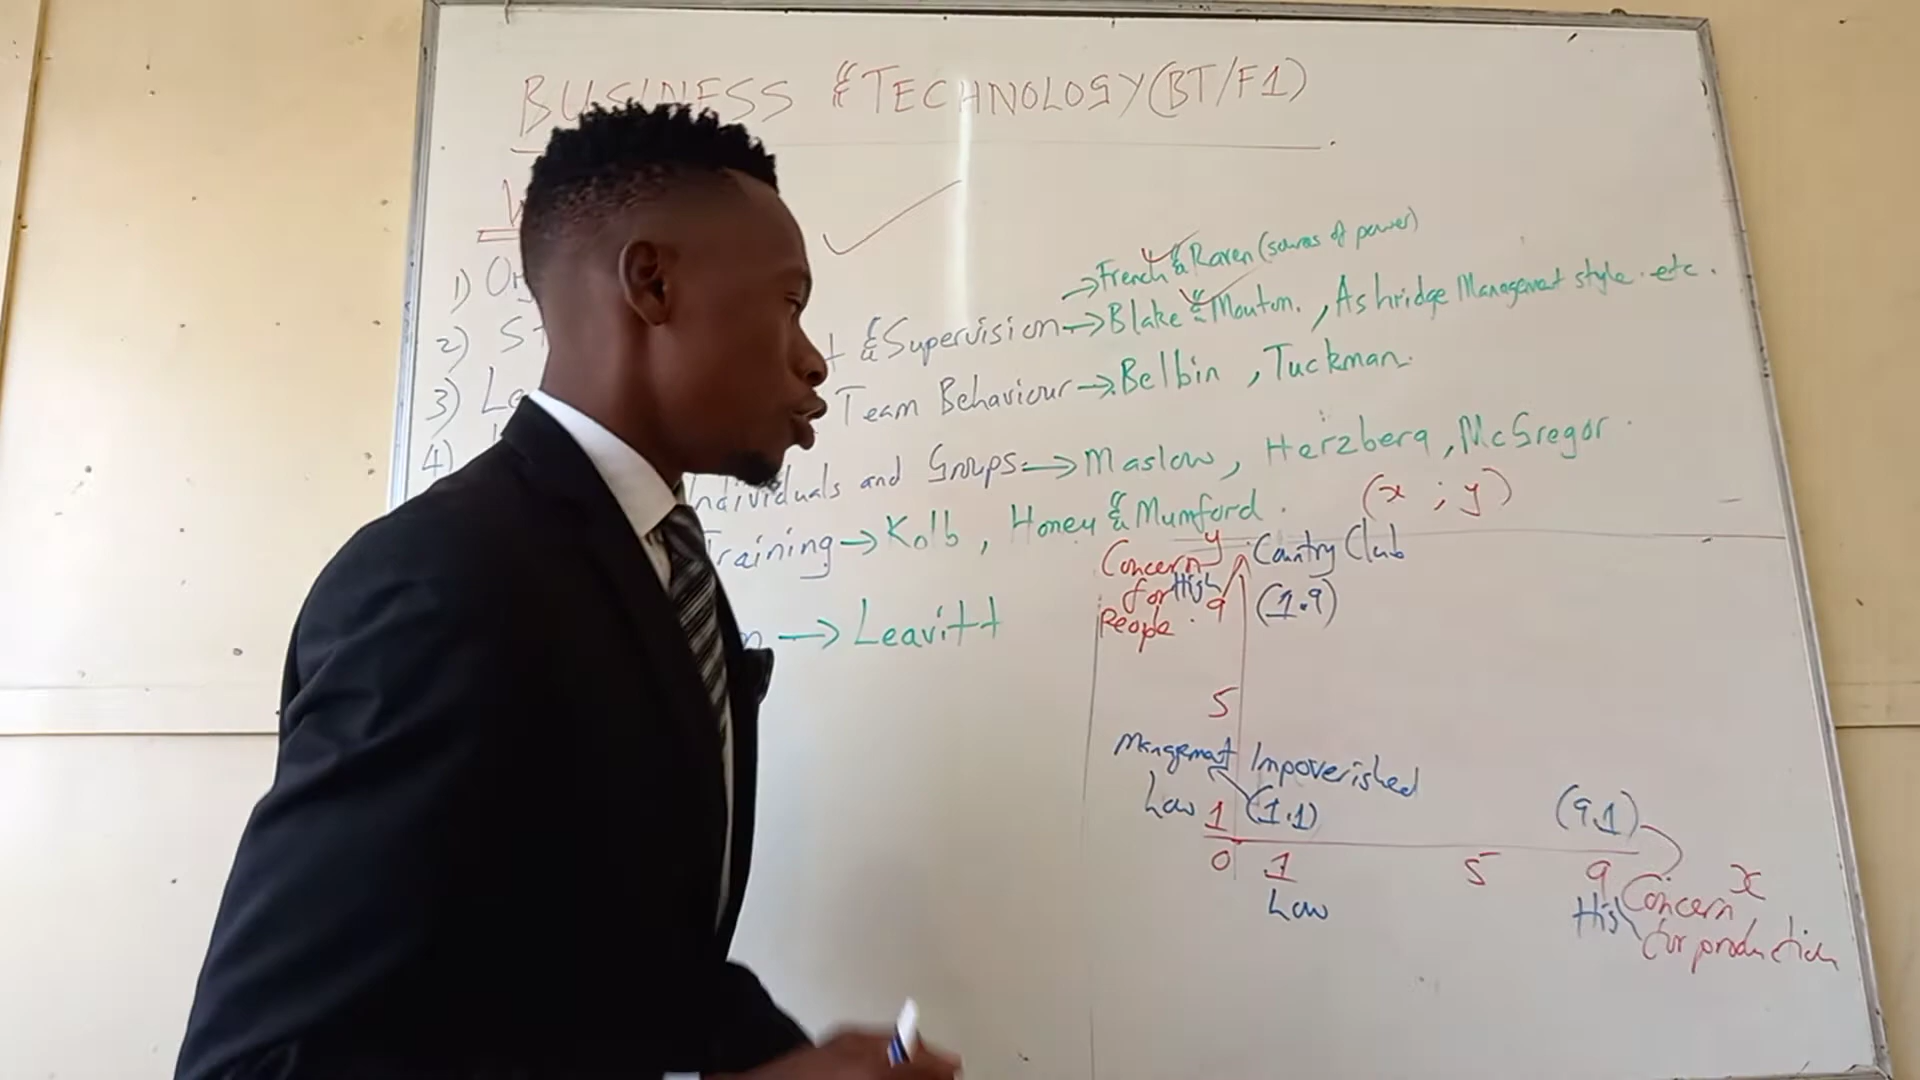 BUSINESS & TECHNOLOGY (BT/F1)
→ French & Raven (sources of power)
1) Org
2) St & Supervision → Blake & Mouton. , Ashridge Management style. etc.
3) Le Team Behaviour → Belbin , Tuckman.
4) Individuals and Groups → Maslow, Herzberg, McGregor.
Training → Kolb , Honey & Mumford.
(x ; y)
→ Leavitt
y
Concern for People.
High 9
Country Club
(1.9)
5
Management Impoverished
Low 1 (1.1)
(9.1)
0 1 5 9 x
Low
High
Concern for production